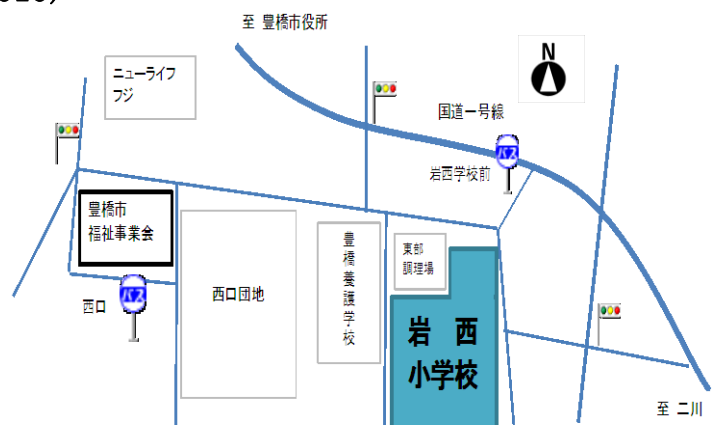 至 豊橋市役所
N
ニューライフ
フジ
国道一号線
バス
岩西学校前
豊橋市
福祉事業会
豊橋養護学校
東部
調理場
西口団地
バス
西口
岩 西
小学校
至 二川